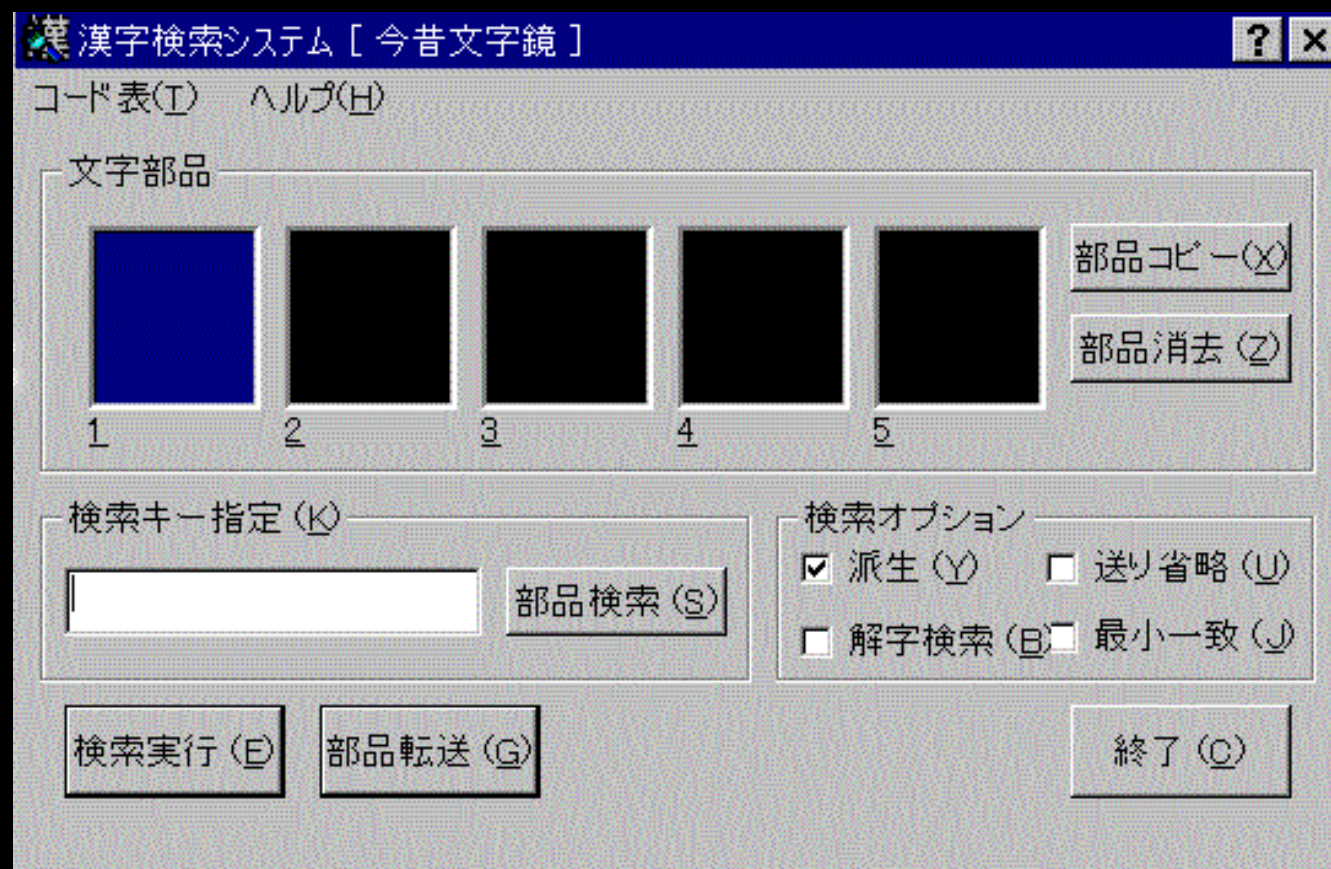 漢字検索システム [ 今昔文字鏡 ]
コード表(T) ヘルプ(H)
文字部品
部品コピー(X)
部品消去(Z)
1 2 3 4 5
検索キー指定(K)
部品検索(S)
検索オプション
派生(Y) 送り省略(U)
解字検索(B) 最小一致(J)
検索実行(E) 部品転送(G) 終了(C)